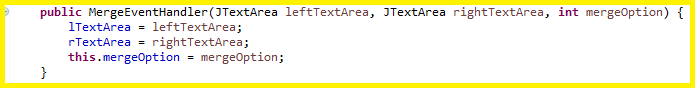 public MergeEventHandler(JTextArea leftTextArea, JTextArea rightTextArea, int mergeOption) {
lTextArea = leftTextArea;
rTextArea = rightTextArea;
this.mergeOption = mergeOption;
}